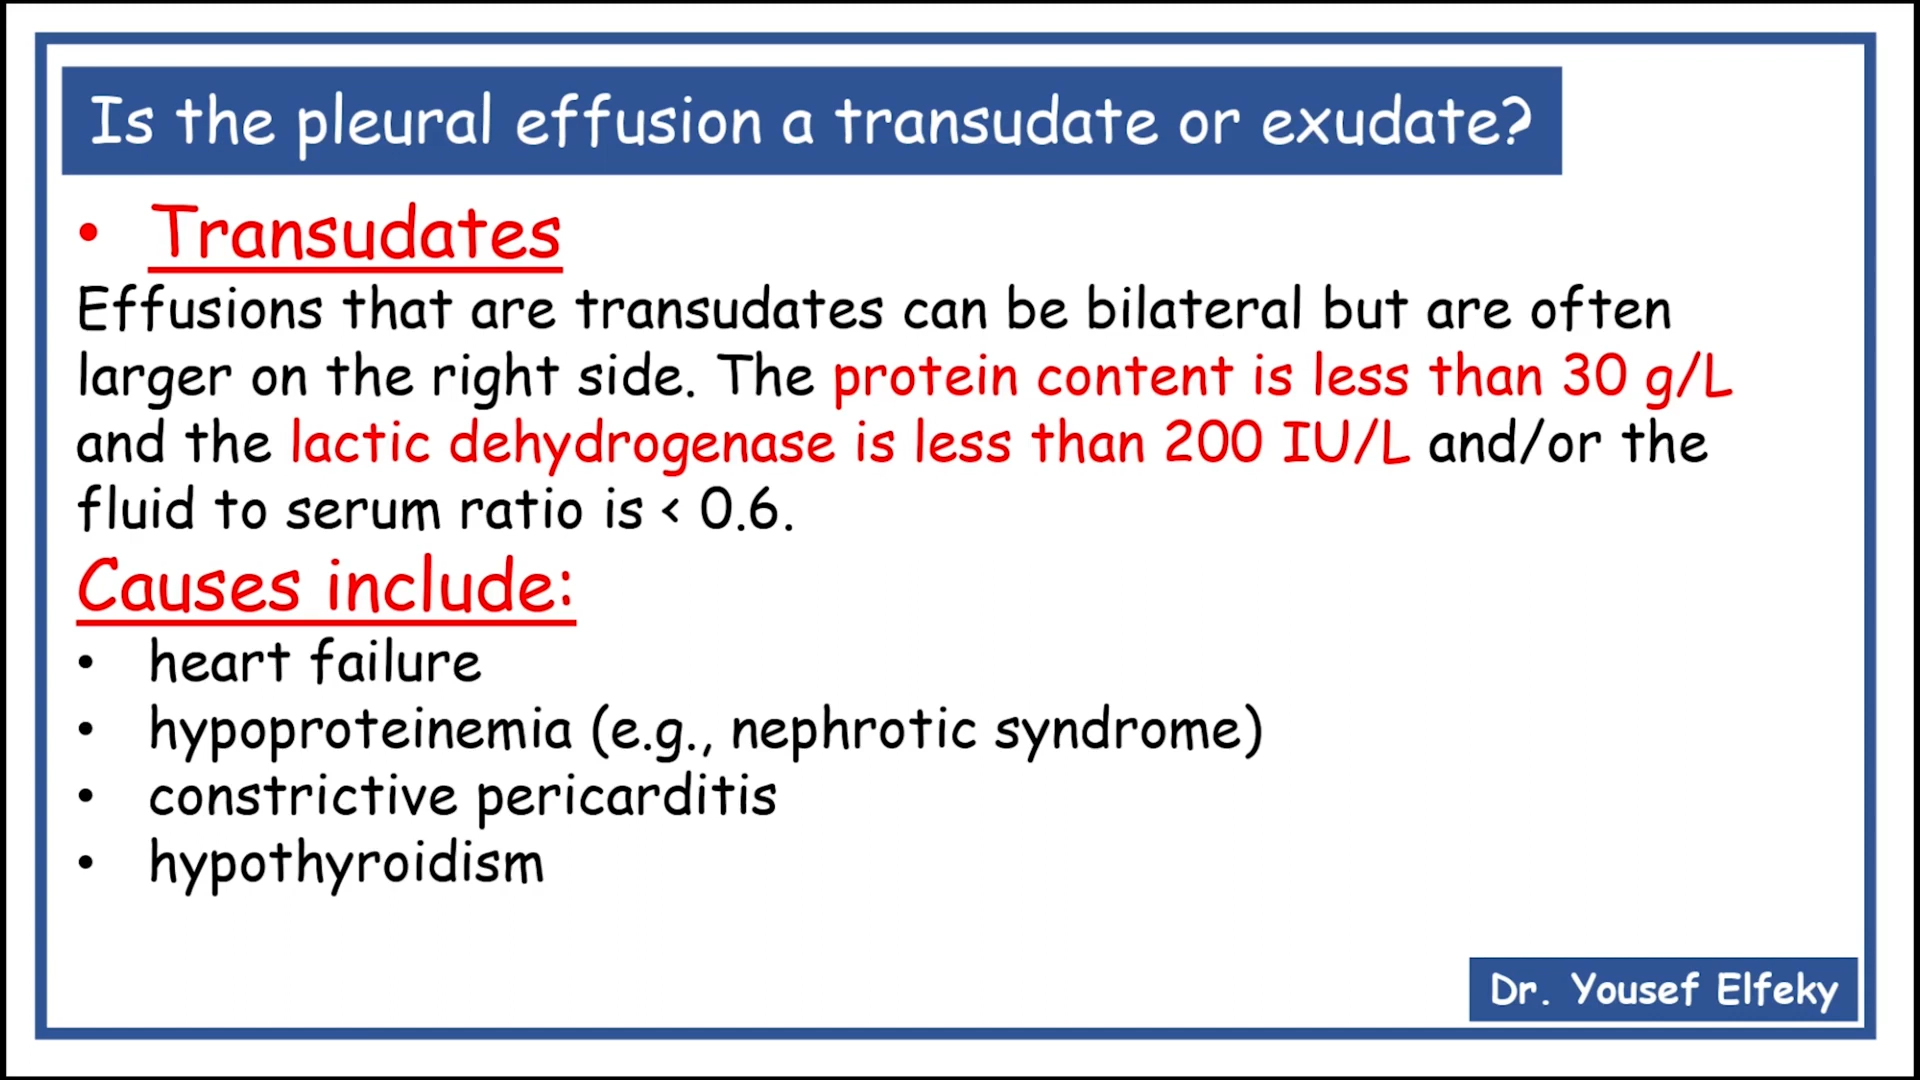 Is the pleural effusion a transudate or exudate?
• Transudates
Effusions that are transudates can be bilateral but are often
larger on the right side. The protein content is less than 30 g/L
and the lactic dehydrogenase is less than 200 IU/L and/or the
fluid to serum ratio is < 0.6.
Causes include:
• heart failure
• hypoproteinemia (e.g., nephrotic syndrome)
• constrictive pericarditis
• hypothyroidism
Dr. Yousef Elfeky